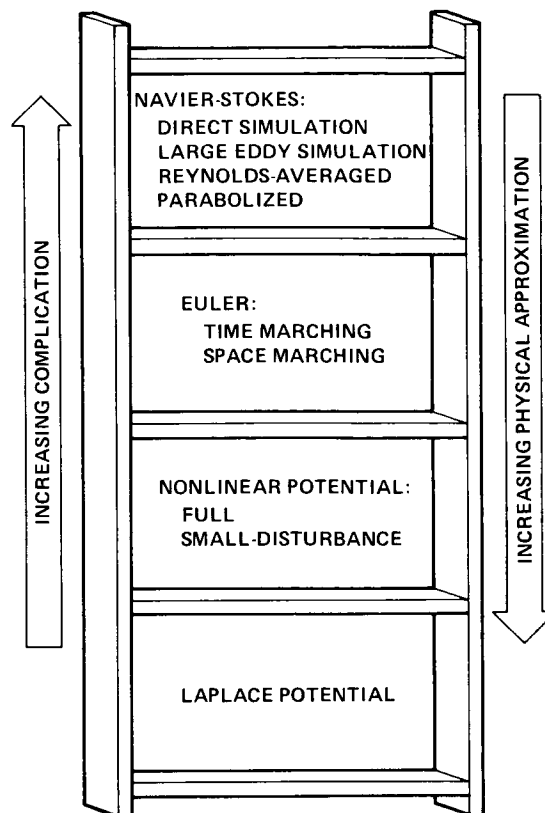 INCREASING COMPLICATION
NAVIER-STOKES:
DIRECT SIMULATION
LARGE EDDY SIMULATION
REYNOLDS-AVERAGED
PARABOLIZED
EULER:
TIME MARCHING
SPACE MARCHING
NONLINEAR POTENTIAL:
FULL
SMALL-DISTURBANCE
LAPLACE POTENTIAL
INCREASING PHYSICAL APPROXIMATION